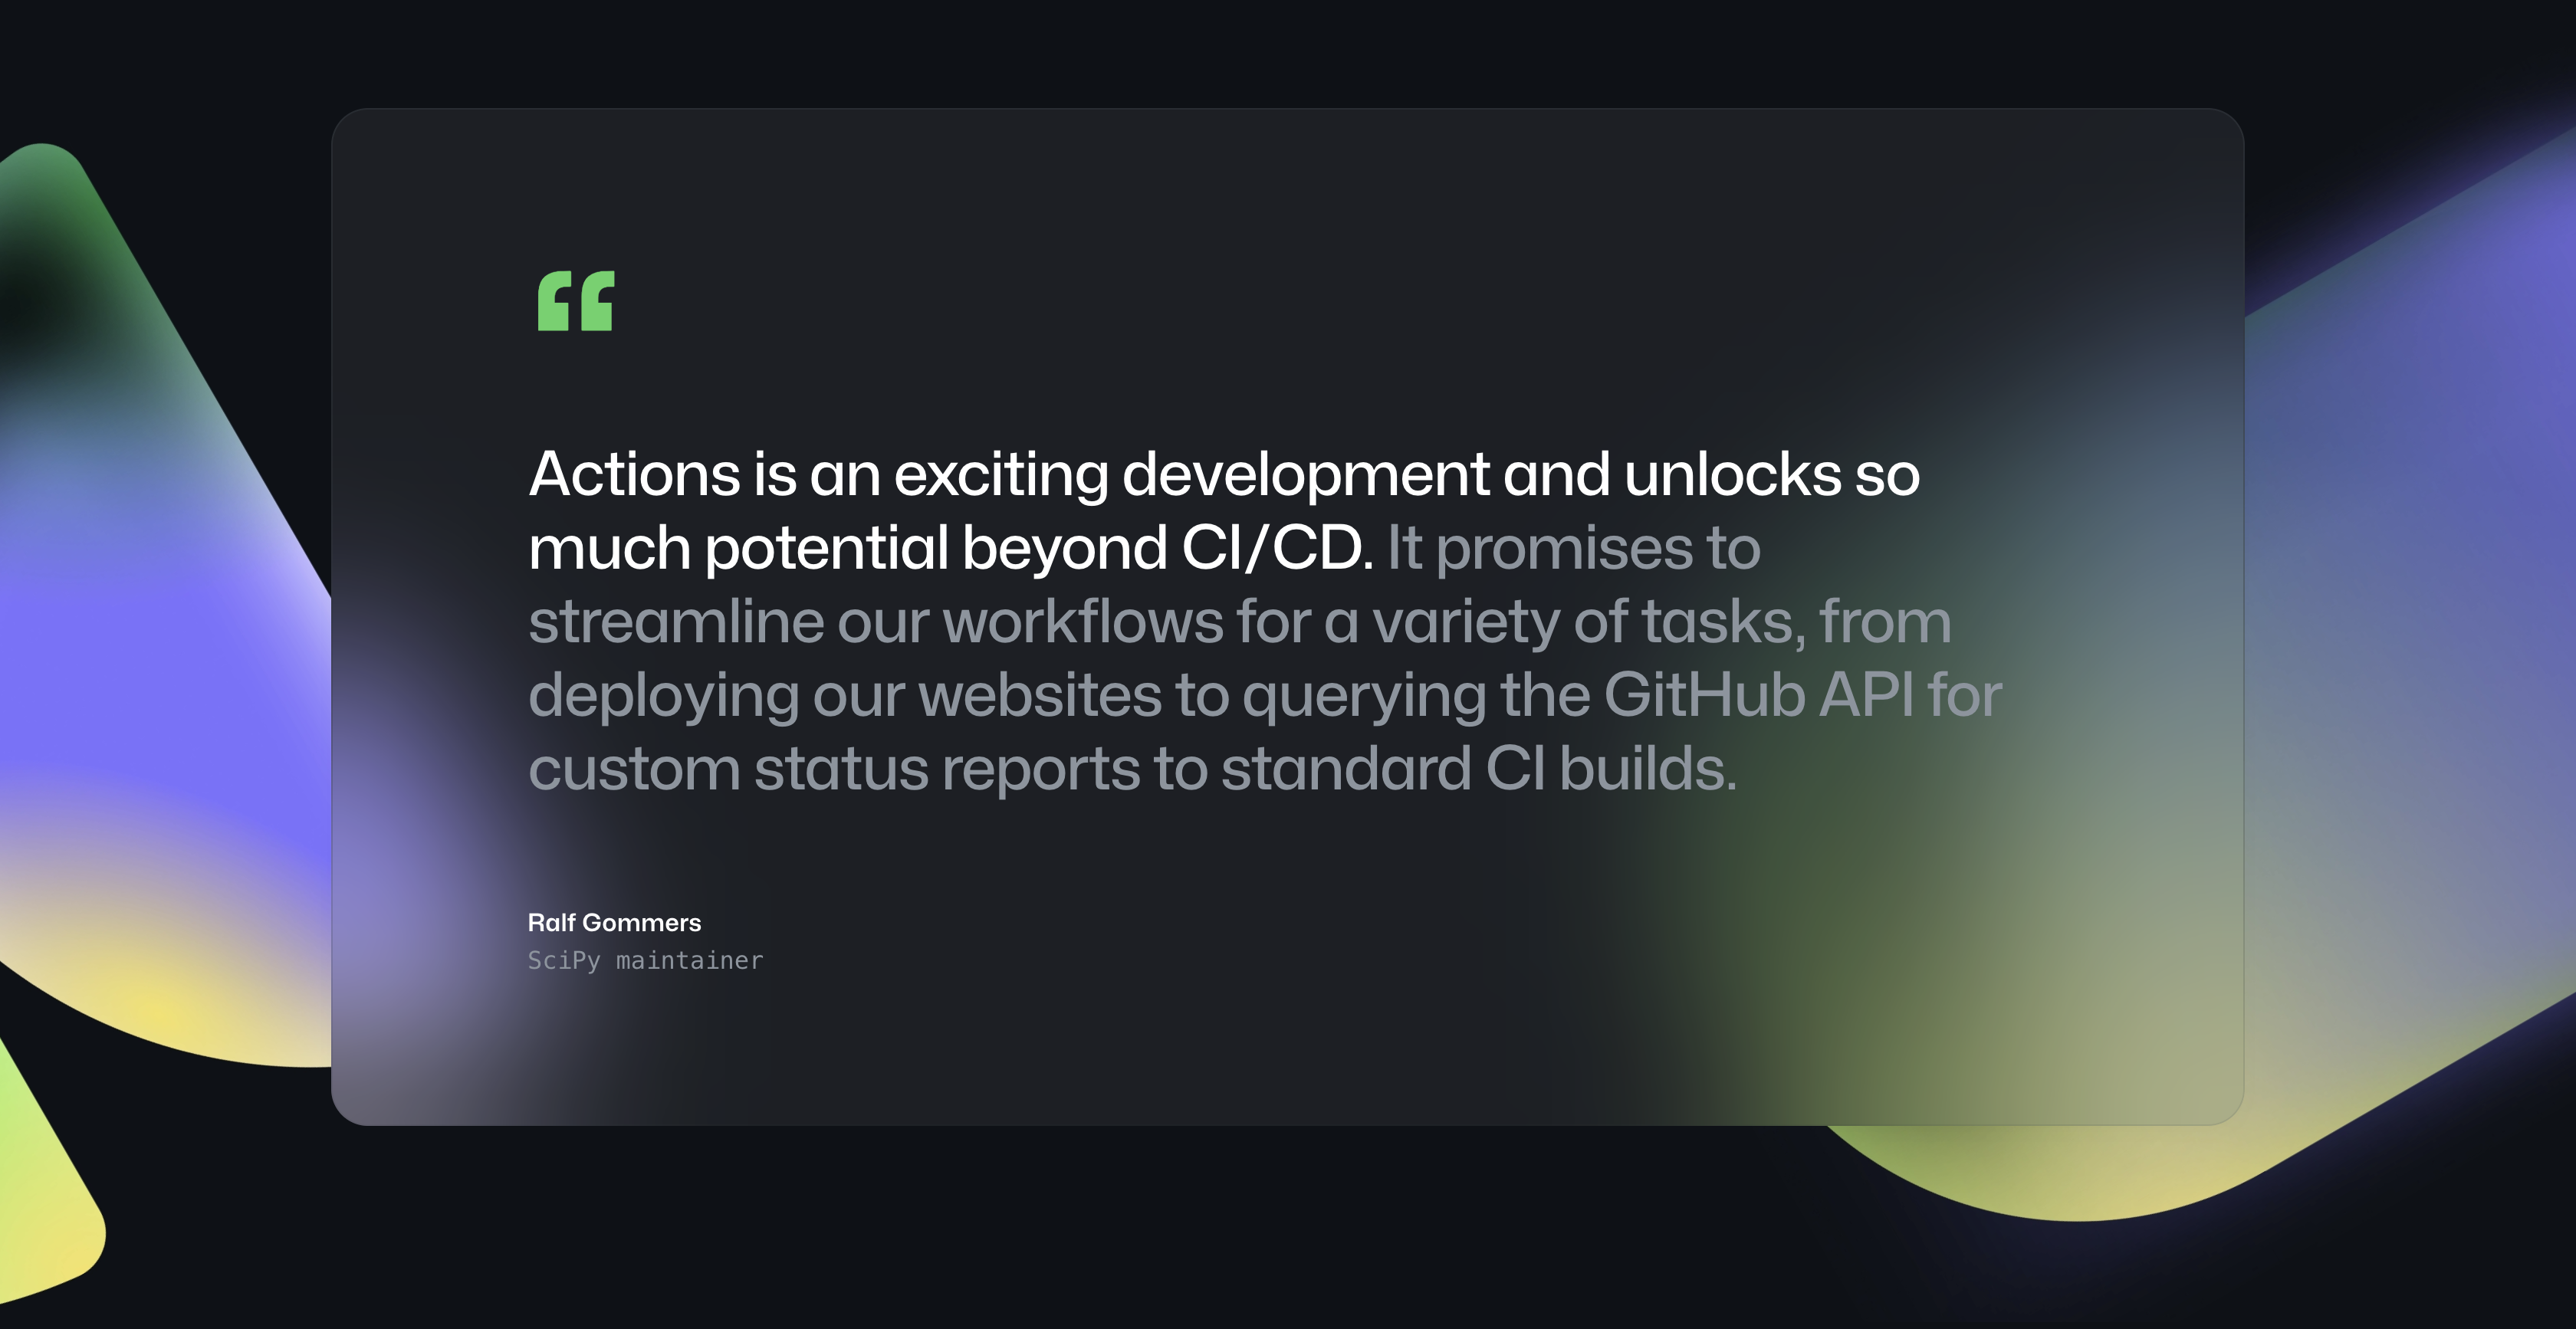 “
Actions is an exciting development and unlocks so
much potential beyond CI/CD. It promises to
streamline our workflows for a variety of tasks, from
deploying our websites to querying the GitHub API for
custom status reports to standard CI builds.
Ralf Gommers
SciPy maintainer